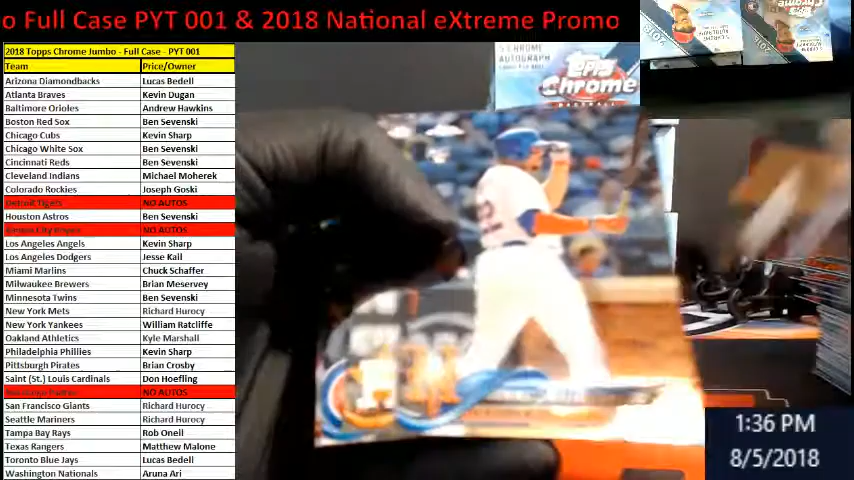 o Full Case PYT 001 & 2018 National eXtreme Promo
2018 Topps Chrome Jumbo - Full Case - PYT 001
Team Price/Owner
Arizona Diamondbacks Lucas Bedell
Atlanta Braves Kevin Dugan
Baltimore Orioles Andrew Hawkins
Boston Red Sox Ben Sevenski
Chicago Cubs Kevin Sharp
Chicago White Sox Ben Sevenski
Cincinnati Reds Ben Sevenski
Cleveland Indians Michael Moherek
Colorado Rockies Joseph Goski
Detroit Tigers NO AUTOS
Houston Astros Ben Sevenski
Kansas City Royals NO AUTOS
Los Angeles Angels Kevin Sharp
Los Angeles Dodgers Jesse Kail
Miami Marlins Chuck Schaffer
Milwaukee Brewers Brian Meservey
Minnesota Twins Ben Sevenski
New York Mets Richard Hurocy
New York Yankees William Ratcliffe
Oakland Athletics Kyle Marshall
Philadelphia Phillies Kevin Sharp
Pittsburgh Pirates Brian Crosby
Saint (St.) Louis Cardinals Don Hoefling
NO AUTOS
San Francisco Giants Richard Hurocy
Seattle Mariners Richard Hurocy
Tampa Bay Rays Rob Oneil
Texas Rangers Matthew Malone
Toronto Blue Jays Lucas Bedell
Washington Nationals Aruna Ari
5 CHROME
AUTOGRAPH
Topps
Chrome
BASEBALL
1:36 PM
8/5/2018